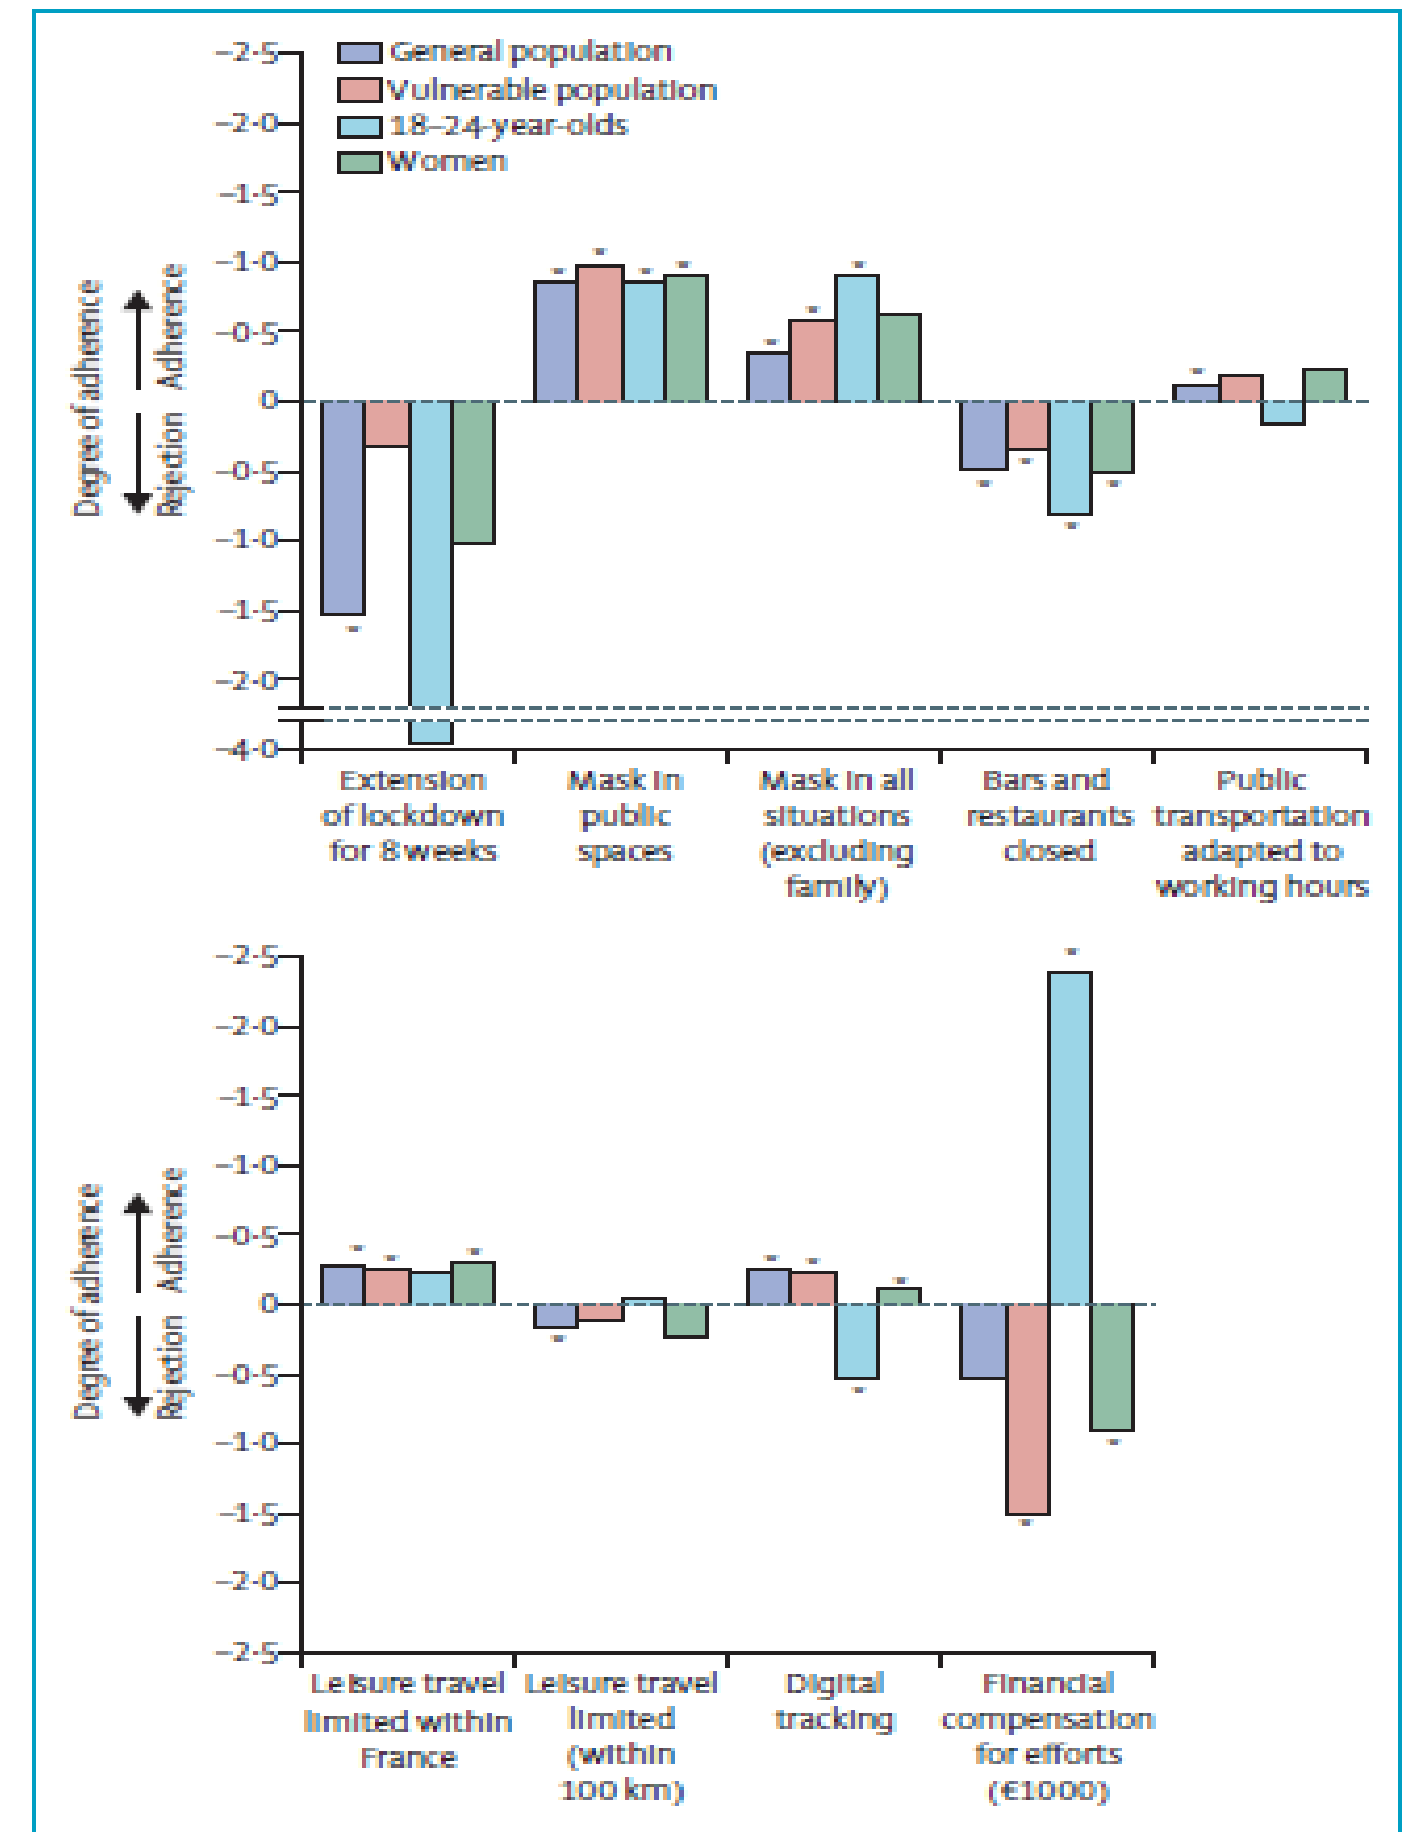 −2·5
General population
Vulnerable population
−2·0
18–24-year-olds
Women
−1·5
−1·0
−0·5
0
−0·5
−1·0
−1·5
−2·0
−4·0
Degree of adherence
Rejection Adherence
Extension
of lockdown
for 8 weeks
Mask in
public
spaces
Mask in all
situations
(excluding
family)
Bars and
restaurants
closed
Public
transportation
adapted to
working hours
−2·5
−2·0
−1·5
−1·0
−0·5
0
−0·5
−1·0
−1·5
−2·0
−2·5
Degree of adherence
Rejection Adherence
Leisure travel
limited within
France
Leisure travel
limited
(within
100 km)
Digital
tracking
Financial
compensation
for efforts
(€1000)